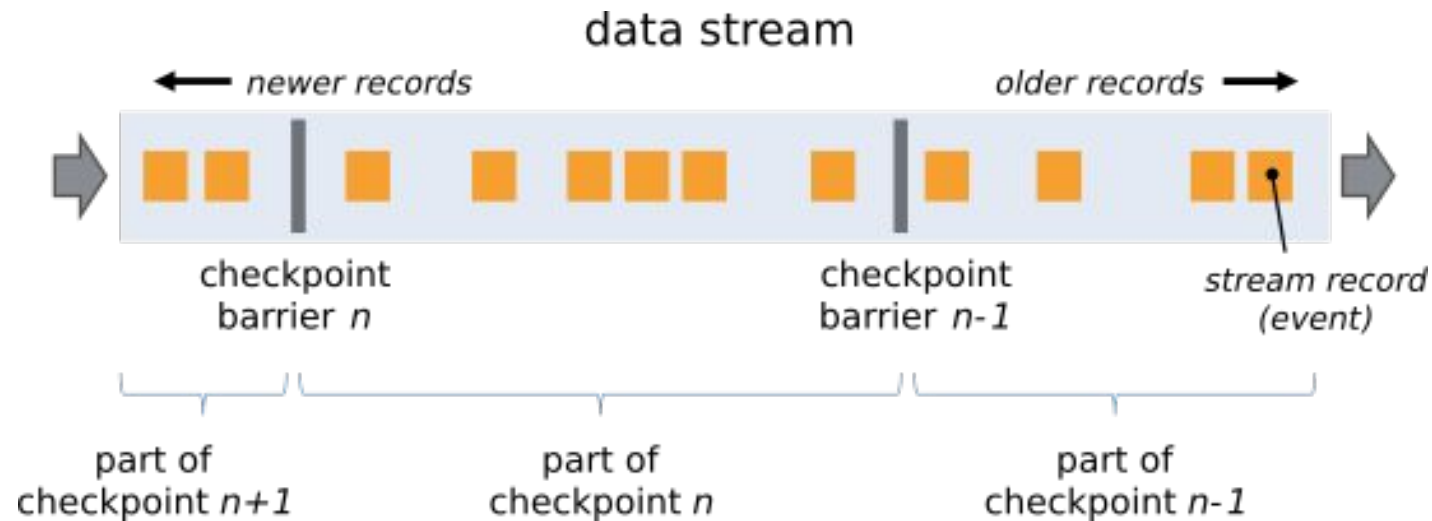 data stream
newer records
older records
checkpoint
barrier n
checkpoint
barrier n-1
stream record
(event)
part of
checkpoint n+1
part of
checkpoint n
part of
checkpoint n-1